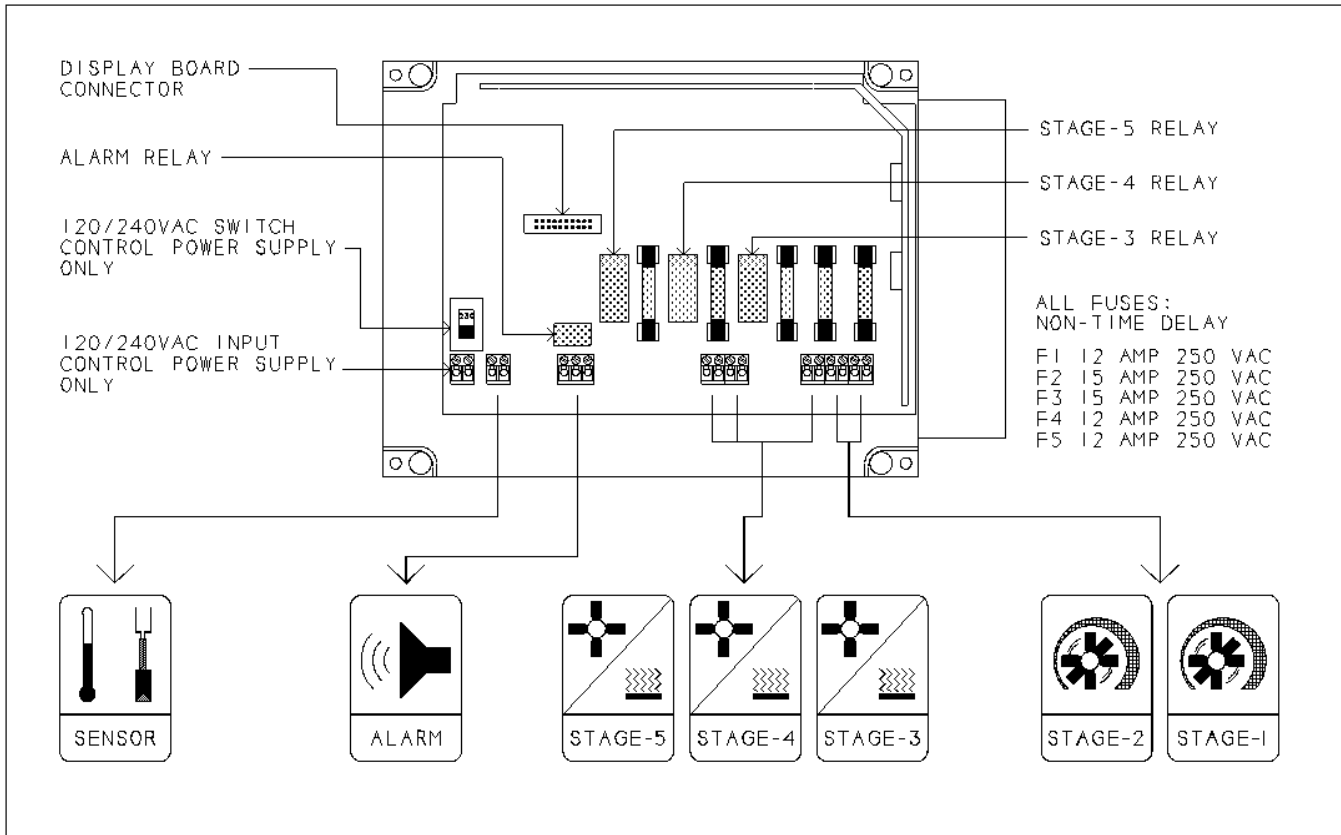 DISPLAY BOARD
CONNECTOR
ALARM RELAY
120/240VAC SWITCH
CONTROL POWER SUPPLY
ONLY
120/240VAC INPUT
CONTROL POWER SUPPLY
ONLY
230
STAGE-5 RELAY
STAGE-4 RELAY
STAGE-3 RELAY
ALL FUSES:
NON-TIME DELAY
F1 12 AMP 250 VAC
F2 15 AMP 250 VAC
F3 15 AMP 250 VAC
F4 12 AMP 250 VAC
F5 12 AMP 250 VAC
SENSOR
ALARM
STAGE-5
STAGE-4
STAGE-3
STAGE-2
STAGE-1